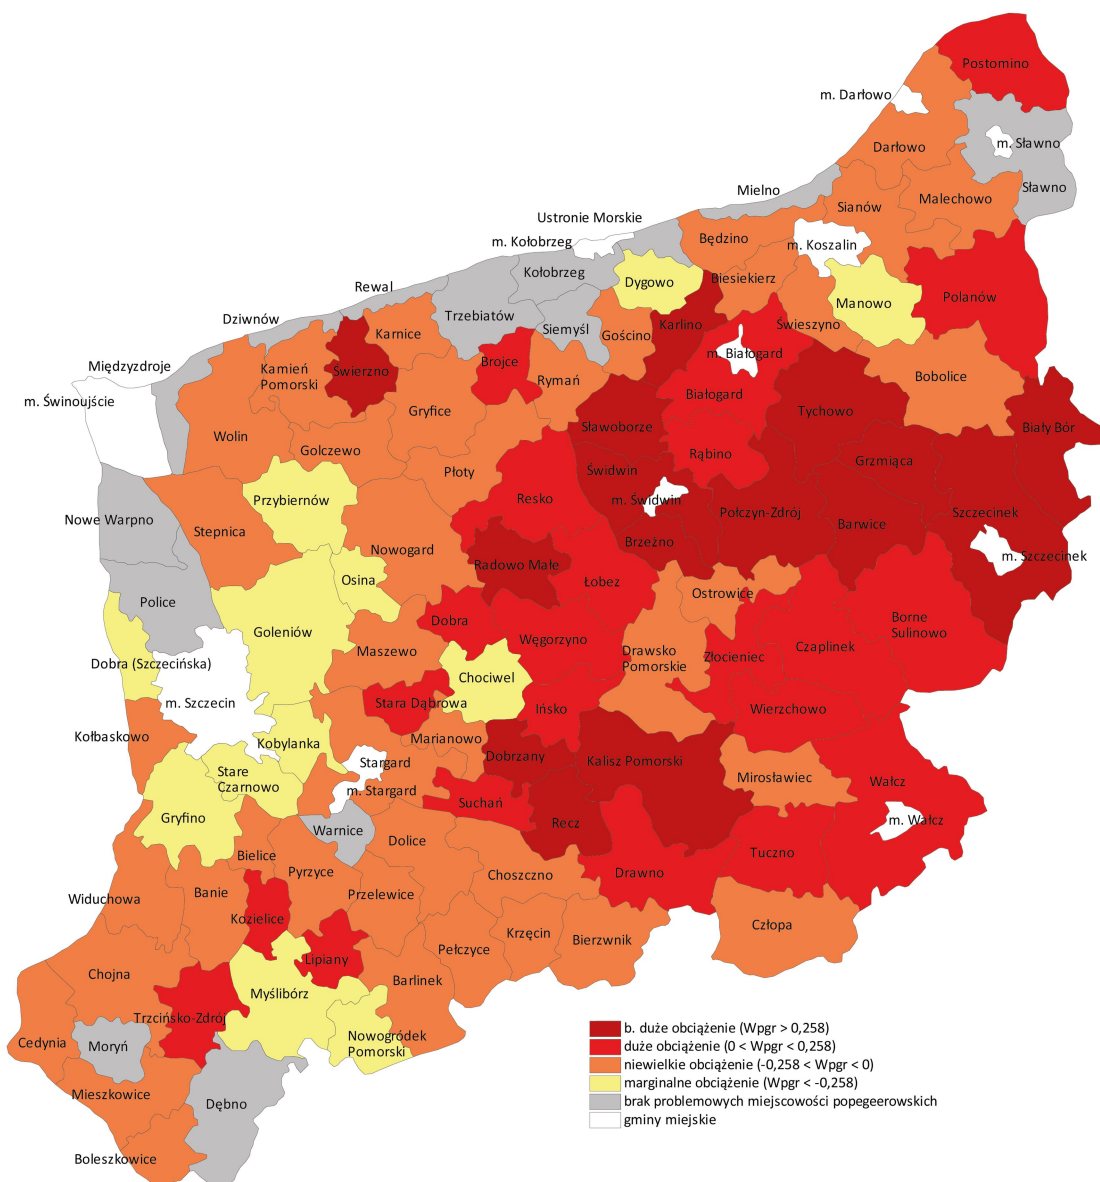 Postomino
m. Darłowo
m. Sławno
Darłowo
Sławno
Mielno
Malechowo
Sianów
Ustronie Morskie
m. Kołobrzeg
Będzino
m. Koszalin
Kołobrzeg
Dygowo
Biesiekierz
Rewal
Manowo
Polanów
Trzebiatów
Dziwnów
Siemyśl
Karlino
Świeszyno
Karnice
Gościno
m. Białogard
Międzyzdroje
Brojce
Kamień
Pomorski
Świerzno
Rymań
Bobolice
Białogard
m. Świnoujście
Gryfice
Tychowo
Sławoborze
Biały Bór
Wolin
Golczewo
Rąbino
Grzmiąca
Płoty
Świdwin
Przybiernów
Resko
m. Świdwin
Nowe Warpno
Połczyn-Zdrój
Szczecinek
Stepnica
Barwice
Nowogard
Brzeżno
m. Szczecinek
Radowo Małe
Osina
Łobez
Ostrowice
Police
Dobra
Borne
Sulinowo
Goleniów
Węgorzyno
Czaplinek
Maszewo
Drawsko
Pomorskie
Złocieniec
Dobra (Szczecińska)
Chociwel
m. Szczecin
Stara Dąbrowa
Ińsko
Wierzchowo
Kołbaskowo
Kobylanka
Marianowo
Dobrzany
Stargard
Kalisz Pomorski
Stare
Czarnowo
Mirosławiec
Wałcz
m. Stargard
Suchań
Gryfino
Recz
m. Wałcz
Warnice
Dolice
Bielice
Tuczno
Pyrzyce
Choszczno
Drawno
Banie
Przelewice
Widuchowa
Kozielice
Człopa
Krzęcin
Bierzwnik
Pełczyce
Lipiany
Chojna
Barlinek
Myślibórz
Trzcińsko-Zdrój
Cedynia
Moryń
Nowogródek
Pomorski
Mieszkowice
Dębno
Boleszkowice
b. duże obciążenie (Wpgr > 0,258)
duże obciążenie (0 < Wpgr < 0,258)
niewielkie obciążenie (-0,258 < Wpgr < 0)
marginalne obciążenie (Wpgr < -0,258)
brak problemowych miejscowości popegeerowskich
gminy miejskie